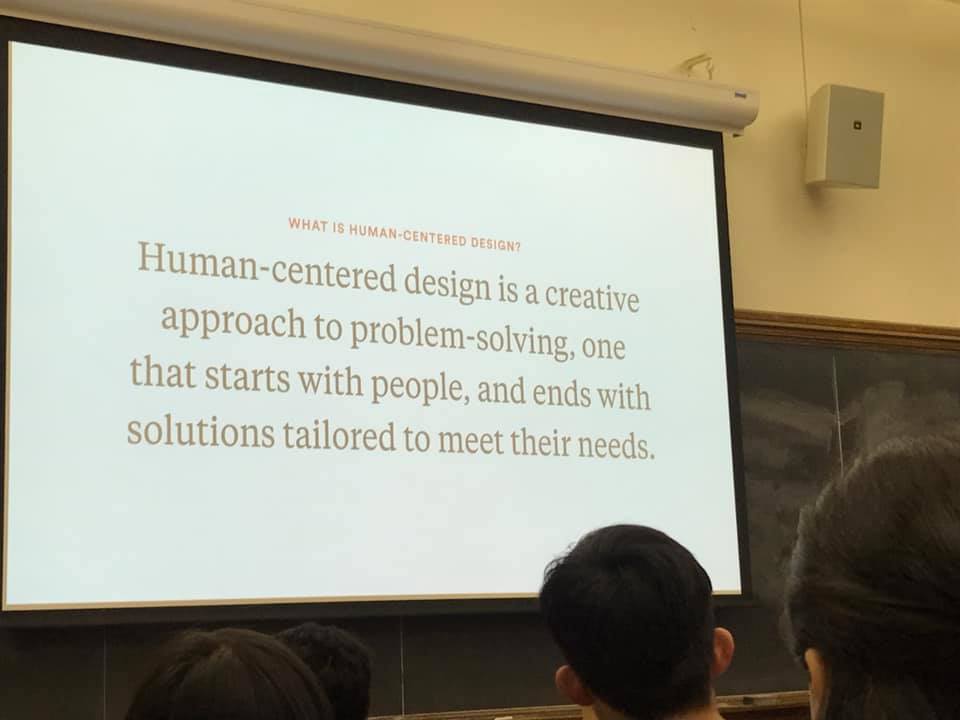 WHAT IS HUMAN-CENTERED DESIGN?
Human-centered design is a creative
approach to problem-solving, one
that starts with people, and ends with
solutions tailored to meet their needs.